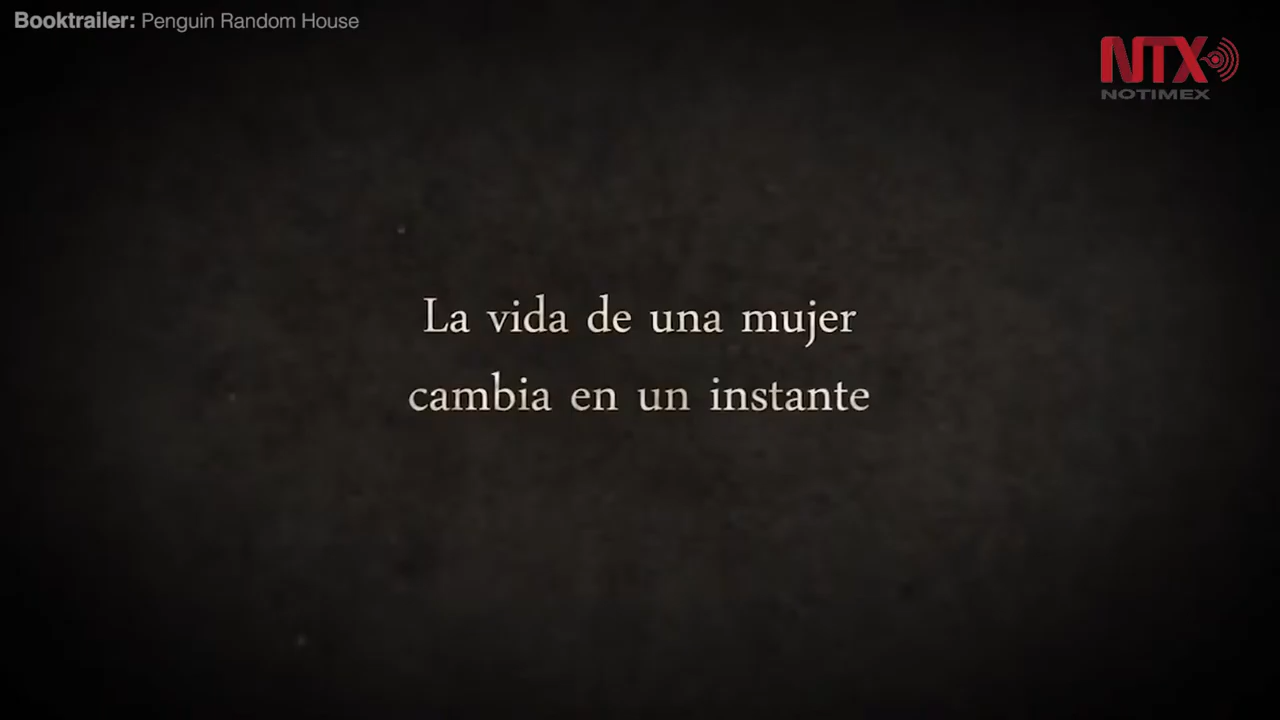 Booktrailer: Penguin Random House
NTX
NOTIMEX
La vida de una mujer
cambia en un instante